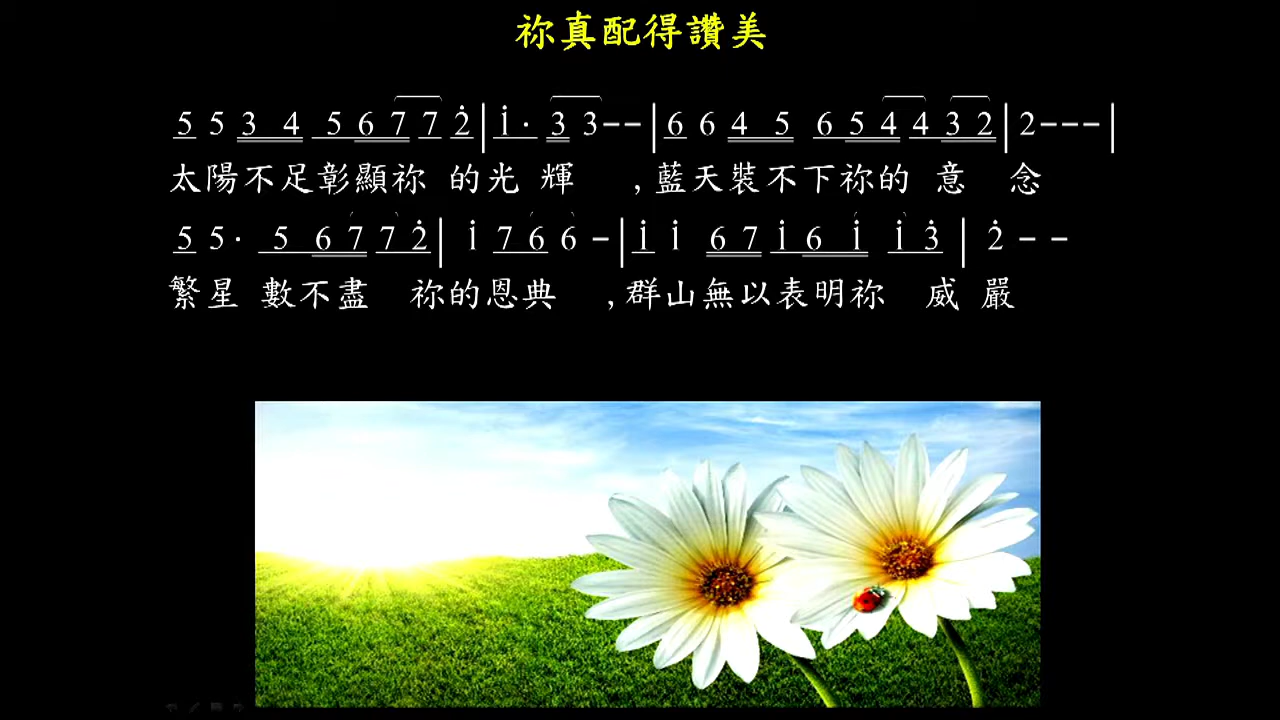 祢真配得讚美
5 5 3 4 5 6 7 7 2̇ | 1̇ · 3 3 – – | 6 6 4 5 6 5 4 4 3 2 | 2 – – – |
太陽不足彰顯祢 的光 輝 , 藍天裝不下祢的 意 念
5 5 · 5 6 7 7 2̇ | 1̇ 7 6 6 – | 1̇ 1̇ 6 7 1̇ 6 1̇ 1̇ 3̇ | 2̇ – –
繁星 數不盡 祢的恩典 , 群山無以表明祢 威 嚴